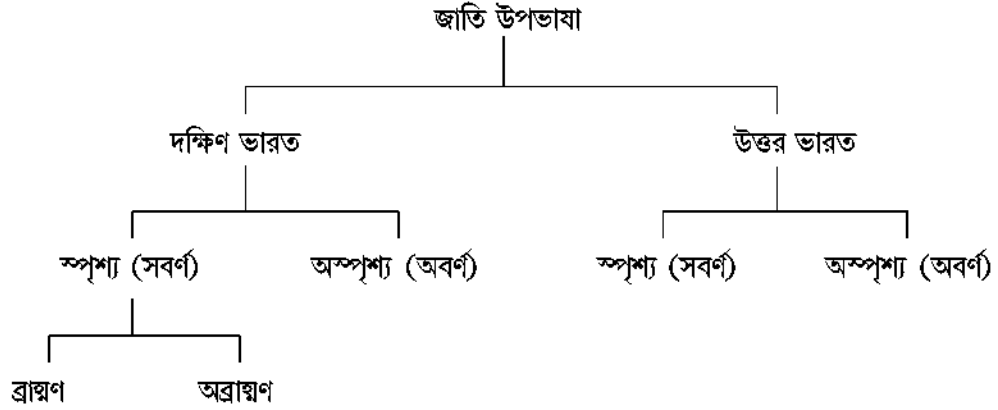 জাতি উপভাষা
দক্ষিণ ভারত উত্তর ভারত
স্পৃশ্য (সবর্ণ) অস্পৃশ্য (অবর্ণ) স্পৃশ্য (সবর্ণ) অস্পৃশ্য (অবর্ণ)
ব্রাহ্মণ অব্রাহ্মণ